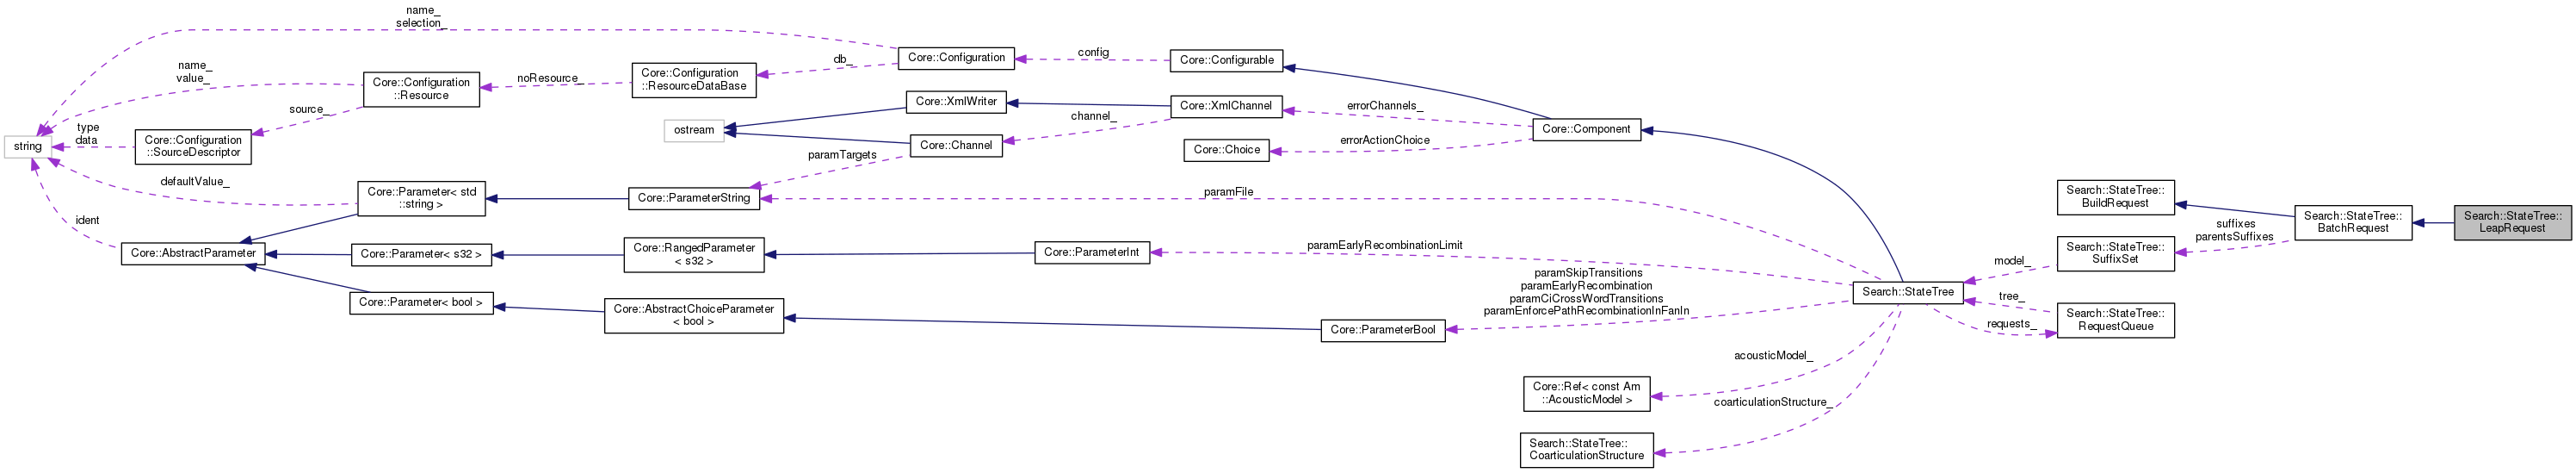 name_
selection_
Core::Configuration
config_
Core::Configurable
db_
name_
value_
Core::Configuration
::Resource
noResource_
Core::Configuration
::ResourceDataBase
source_
Core::XmlWriter
Core::XmlChannel
errorChannels_
channel_
type
data
string
Core::Configuration
::SourceDescriptor
ostream
Core::Channel
Core::Choice
errorActionChoice
Core::Component
paramTargets
defaultValue_
Core::Parameter< std
::string >
Core::ParameterString
paramFile
Search::StateTree::
BuildRequest
ident
Search::StateTree::
BatchRequest
Search::StateTree::
LeapRequest
suffixes
parentsSuffixes
Core::AbstractParameter
Core::Parameter< s32 >
Core::RangedParameter
< s32 >
Core::ParameterInt
paramEarlyRecombinationLimit
Search::StateTree::
SuffixSet
model_
paramSkipTransitions
paramEarlyRecombination
paramCiCrossWordTransitions
paramEnforcePathRecombinationInFanIn
Search::StateTree
tree_
Core::Parameter< bool >
Core::AbstractChoiceParameter
< bool >
Core::ParameterBool
requests_
Search::StateTree::
RequestQueue
acousticModel_
Core::Ref< const Am
::AcousticModel >
coarticulationStructure_
Search::StateTree::
CoarticulationStructure